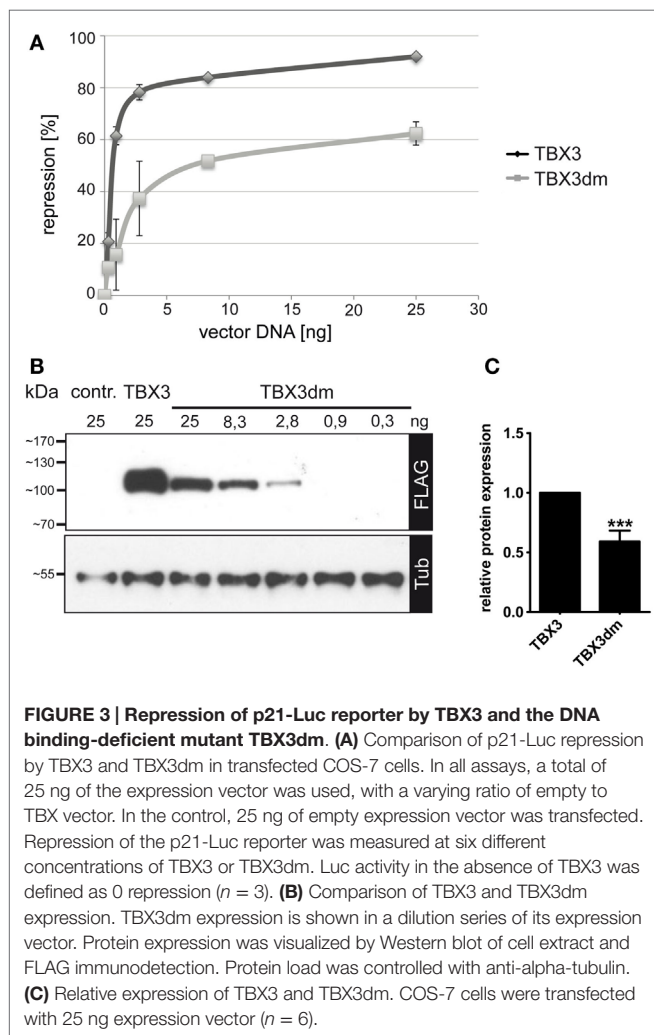 A
100
80
60
40
20
0
repression [%]
0 5 10 15 20 25 30
vector DNA [ng]
TBX3
TBX3dm
B
kDa contr. TBX3 TBX3dm
25 25 25 8,3 2,8 0,9 0,3 ng
~170
~130
~100
~70
FLAG
~55
Tub
C
1.5
1.0
0.5
0.0
relative protein expression
***
TBX3
TBX3dm
FIGURE 3 | Repression of p21-Luc reporter by TBX3 and the DNA
binding-deficient mutant TBX3dm. (A) Comparison of p21-Luc repression
by TBX3 and TBX3dm in transfected COS-7 cells. In all assays, a total of
25 ng of the expression vector was used, with a varying ratio of empty to
TBX vector. In the control, 25 ng of empty expression vector was transfected.
Repression of the p21-Luc reporter was measured at six different
concentrations of TBX3 or TBX3dm. Luc activity in the absence of TBX3 was
defined as 0 repression (n = 3). (B) Comparison of TBX3 and TBX3dm
expression. TBX3dm expression is shown in a dilution series of its expression
vector. Protein expression was visualized by Western blot of cell extract and
FLAG immunodetection. Protein load was controlled with anti-alpha-tubulin.
(C) Relative expression of TBX3 and TBX3dm. COS-7 cells were transfected
with 25 ng expression vector (n = 6).